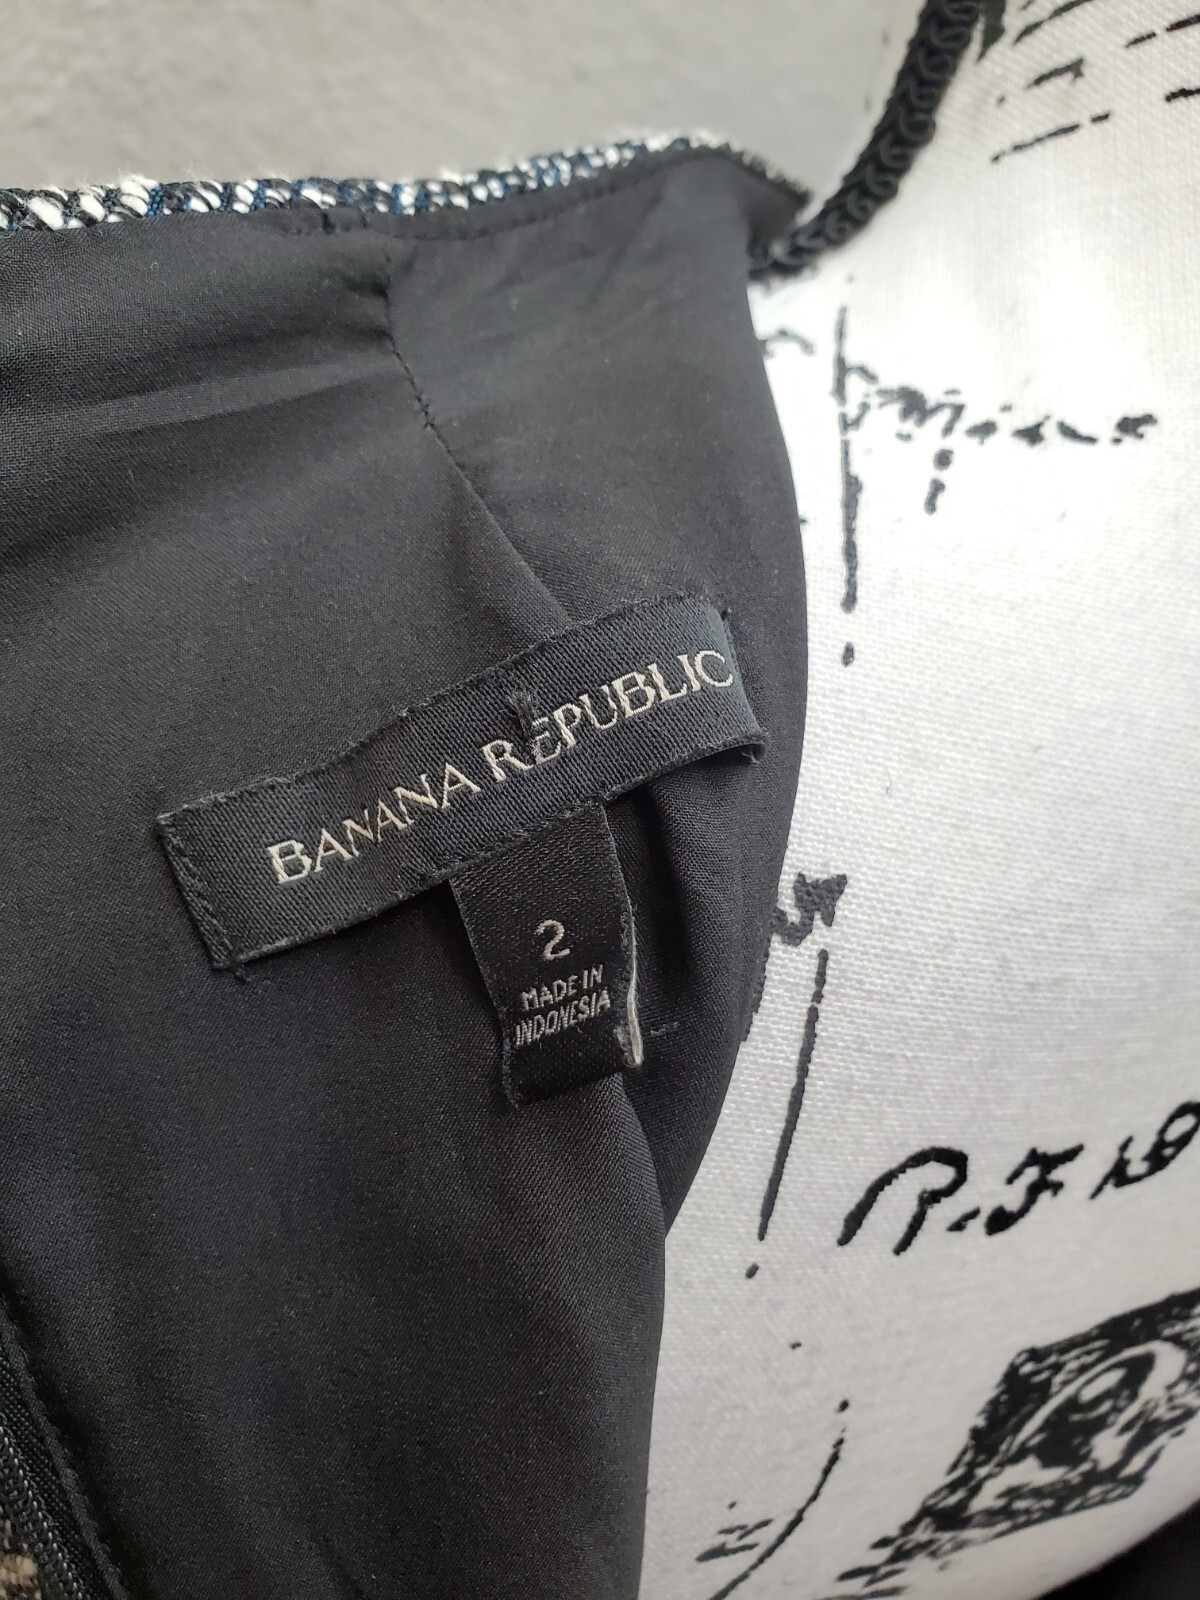 BANANA REPUBLIC
2
MADE IN
INDONESIA